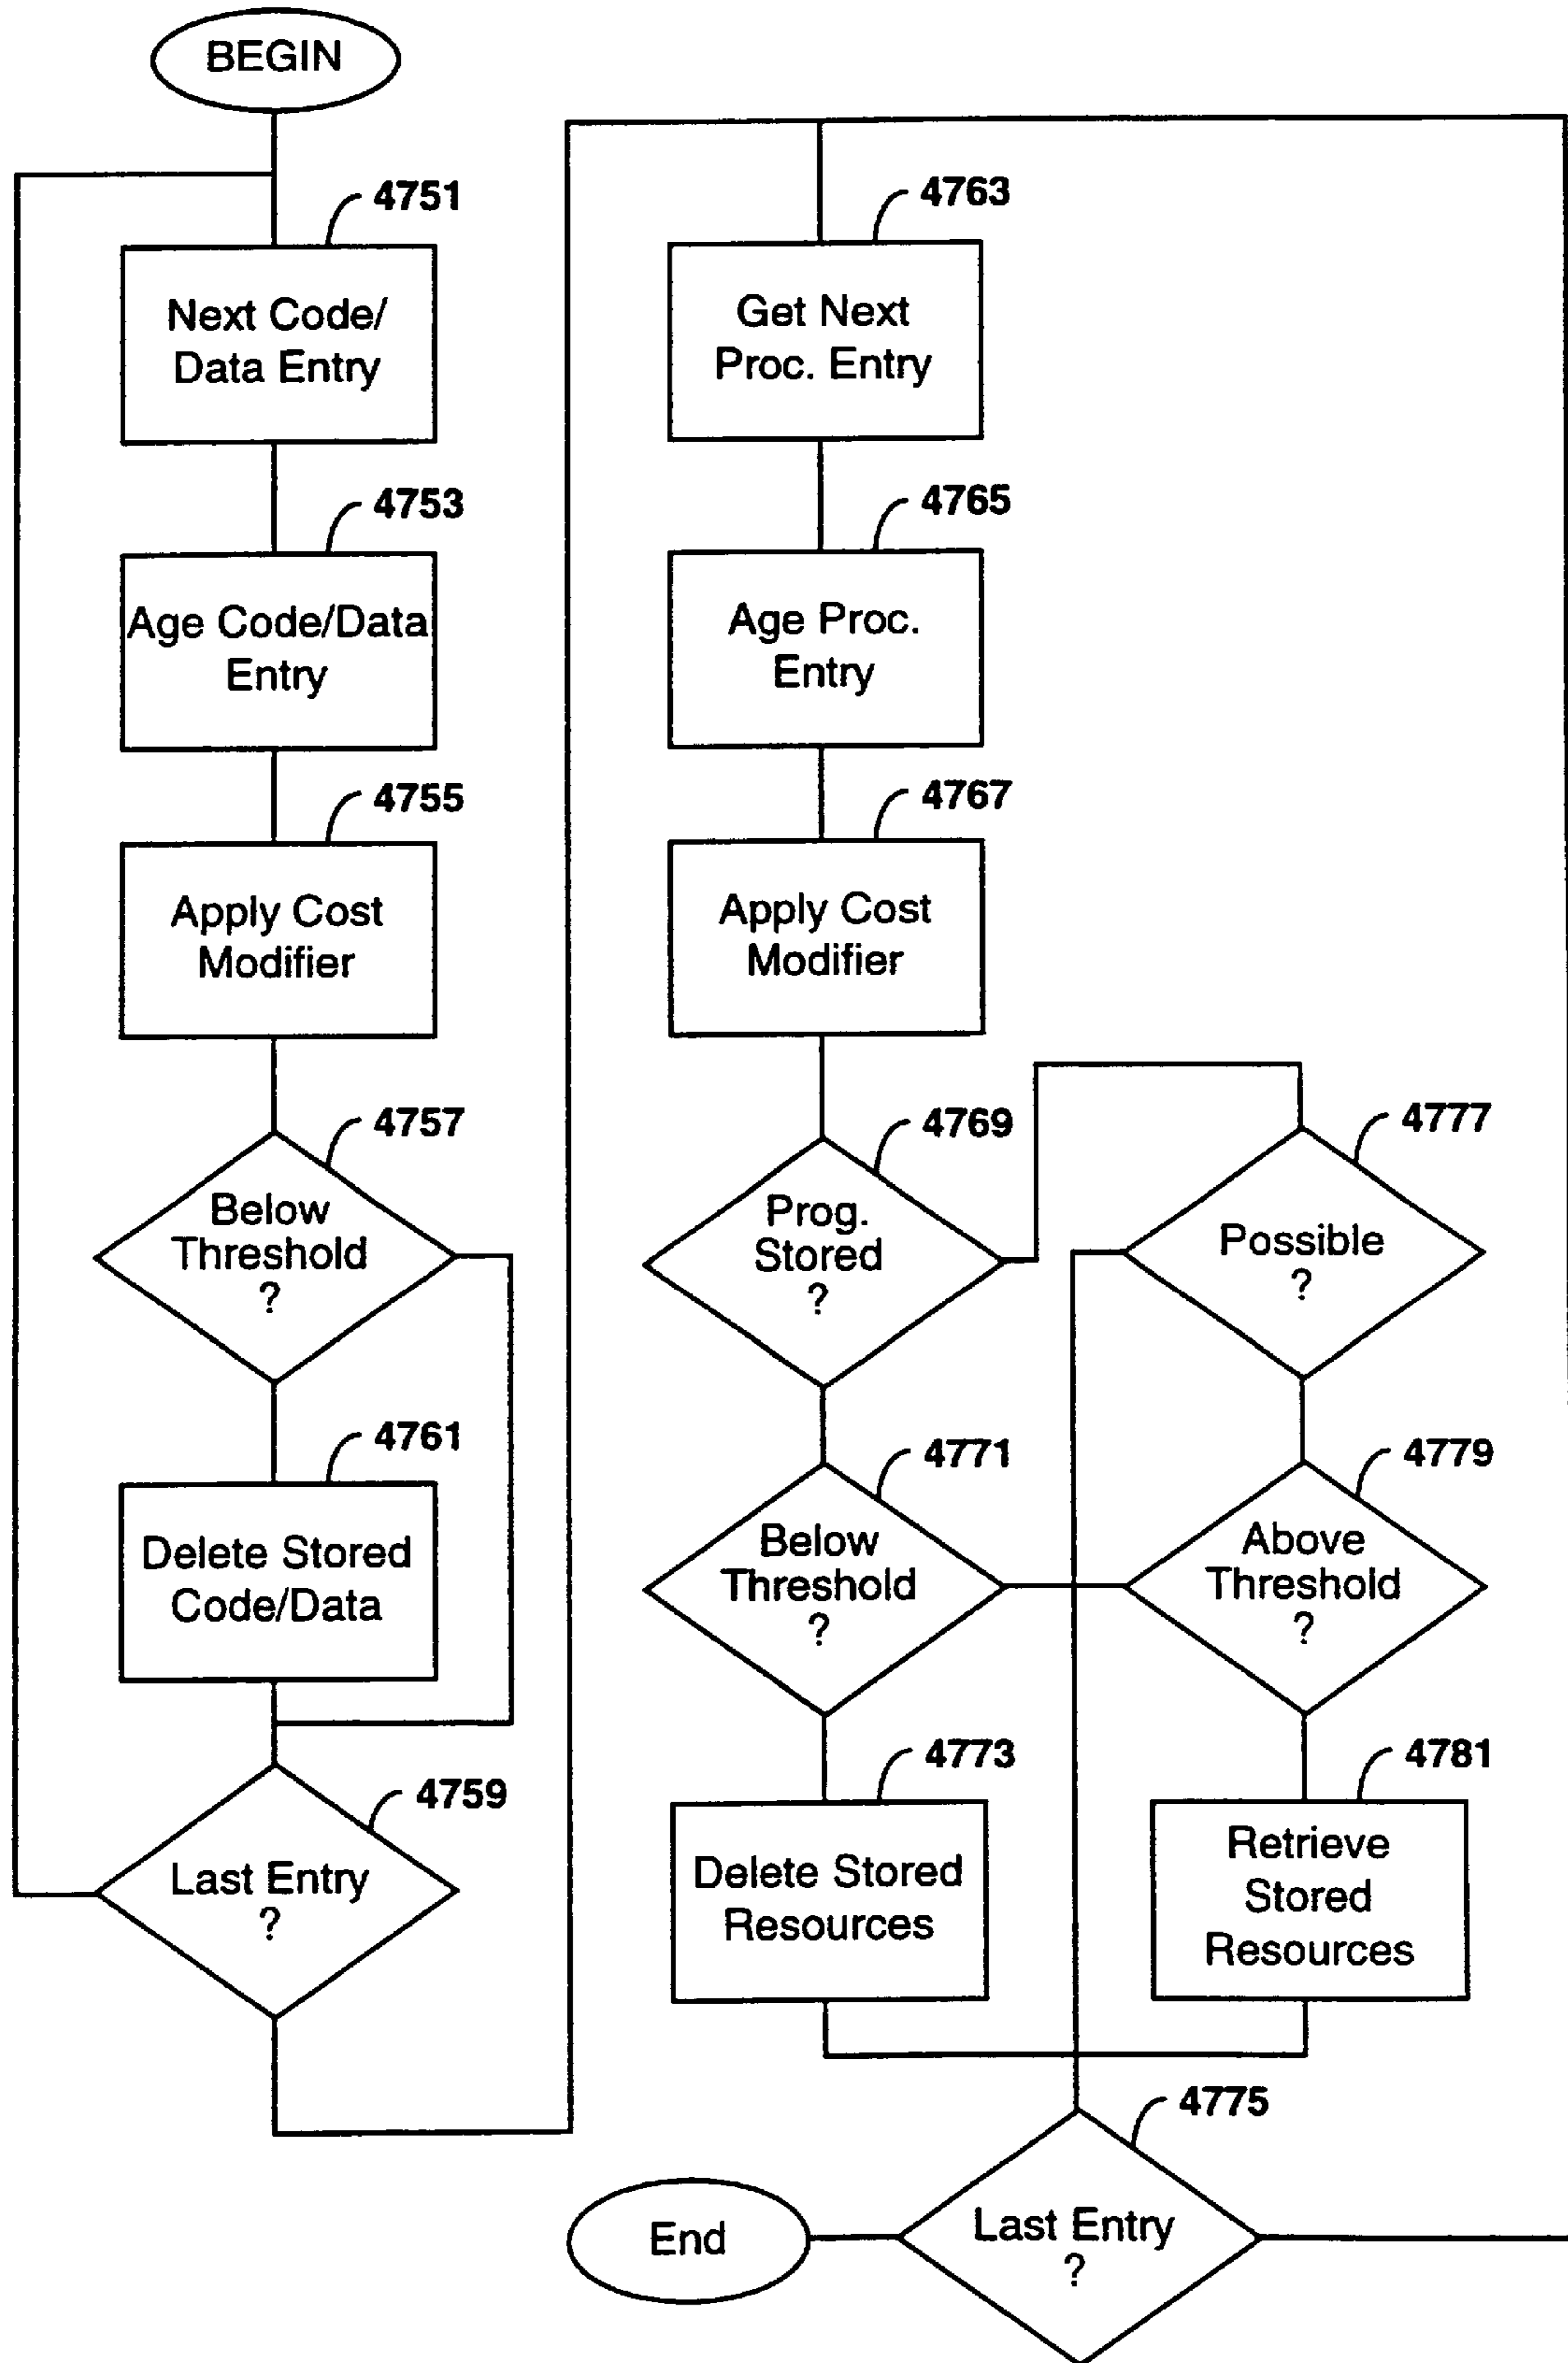 BEGIN
4751
Next Code/
Data Entry
4753
Age Code/Data
Entry
4755
Apply Cost
Modifier
4757
Below
Threshold
?
4761
Delete Stored
Code/Data
4759
Last Entry
?
4763
Get Next
Proc. Entry
4765
Age Proc.
Entry
4767
Apply Cost
Modifier
4769
Prog.
Stored
?
4771
Below
Threshold
?
4773
Delete Stored
Resources
4777
Possible
?
4779
Above
Threshold
?
4781
Retrieve
Stored
Resources
4775
Last Entry
?
End